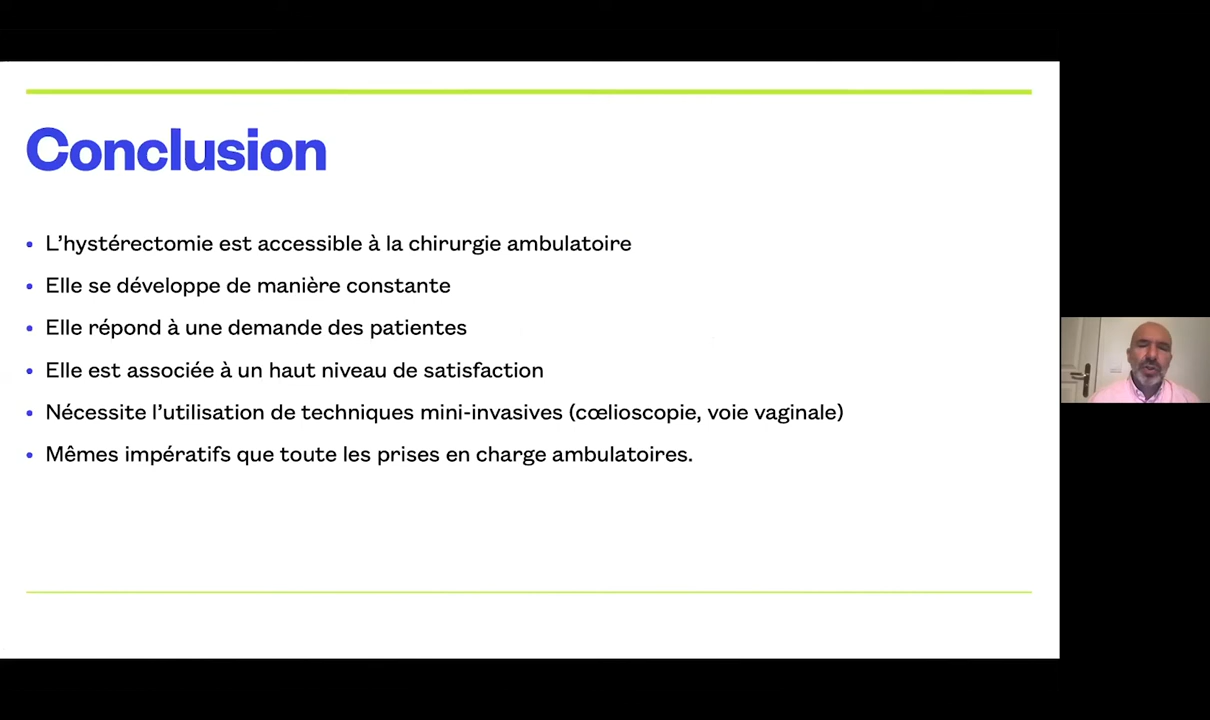 Conclusion
L’hystérectomie est accessible à la chirurgie ambulatoire
Elle se développe de manière constante
Elle répond à une demande des patientes
Elle est associée à un haut niveau de satisfaction
Nécessite l’utilisation de techniques mini-invasives (cœlioscopie, voie vaginale)
Mêmes impératifs que toute les prises en charge ambulatoires.